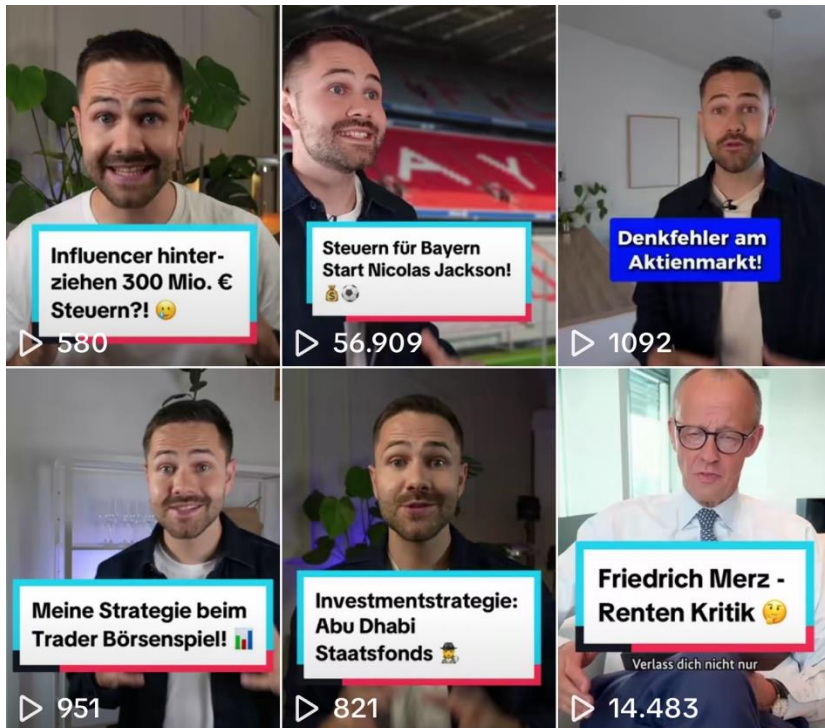 Influencer hinter-
ziehen 300 Mio. €
Steuern?! 🥲
580
A Y
Steuern für Bayern
Start Nicolas Jackson!
💰⚽
56.909
Denkfehler am
Aktienmarkt!
1092
Meine Strategie beim
Trader Börsenspiel! 📊
951
Investmentstrategie:
Abu Dhabi
Staatsfonds 🕵️
821
Friedrich Merz -
Renten Kritik 🤔
Verlass dich nicht nur
14.483